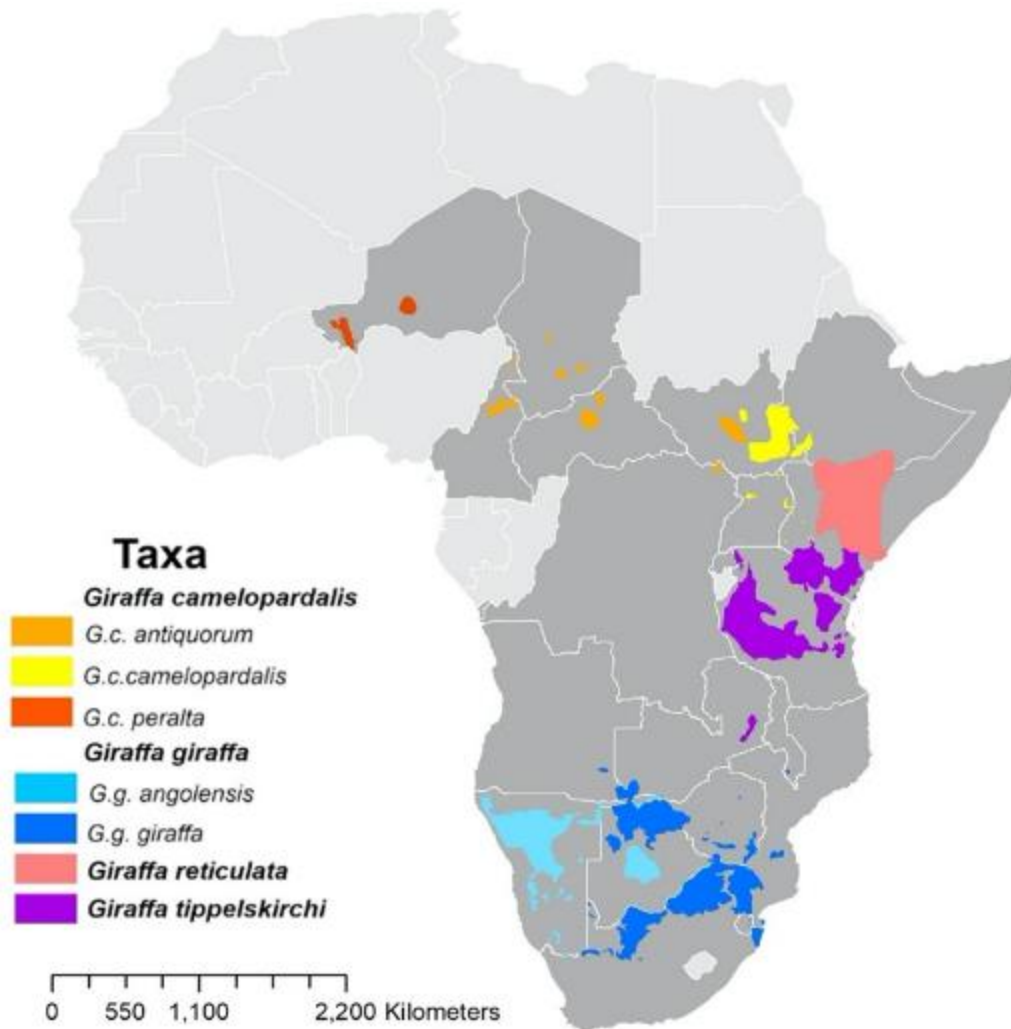 Taxa
Giraffa camelopardalis
G.c. antiquorum
G.c.camelopardalis
G.c. peralta
Giraffa giraffa
G.g. angolensis
G.g. giraffa
Giraffa reticulata
Giraffa tippelskirchi
0 550 1,100 2,200 Kilometers